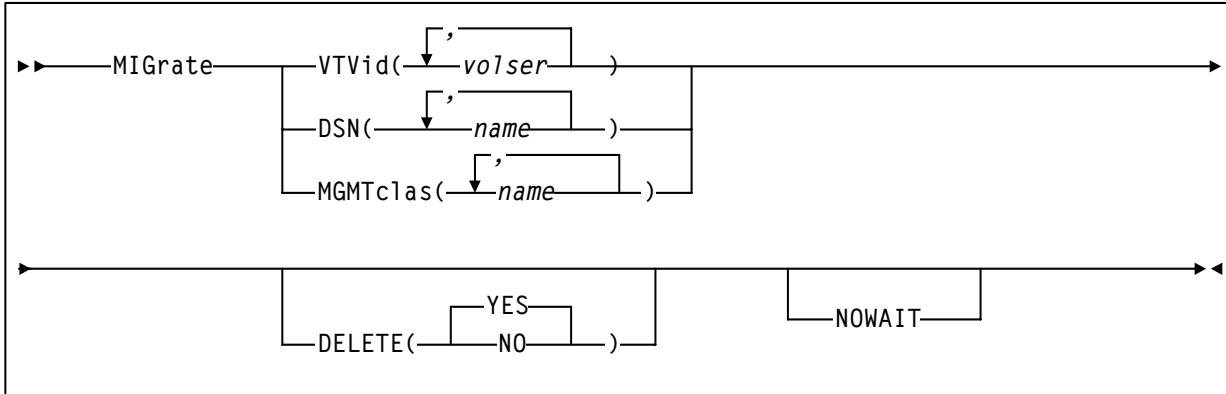 ,
MIGrate VTVid( volser )
,
DSN( name )
,
MGMTclas( name )
YES
DELETE( NO )
NOWAIT